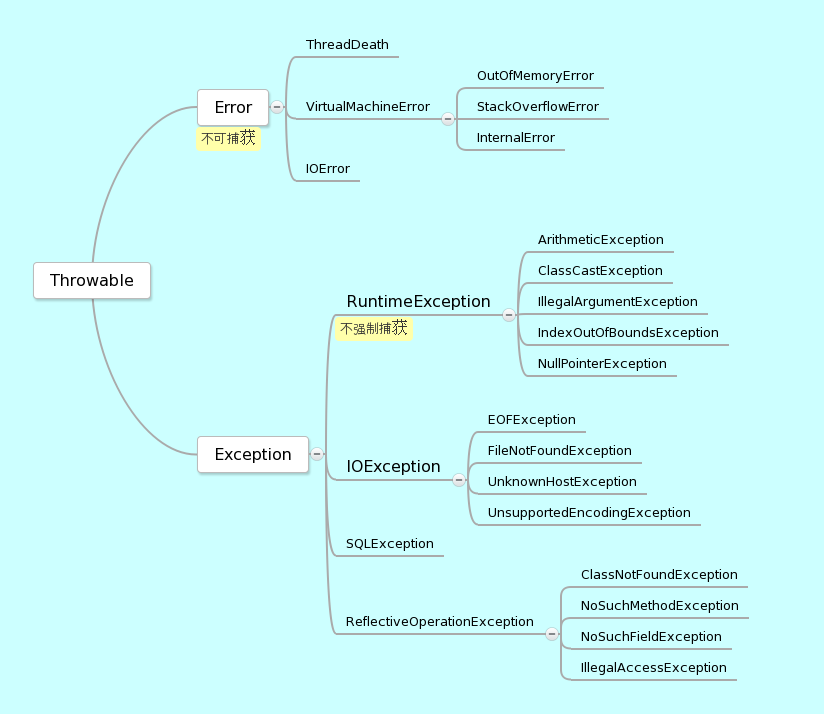 ThreadDeath
OutOfMemoryError
Error
VirtualMachineError
StackOverflowError
不可捕获
InternalError
IOError
ArithmeticException
ClassCastException
Throwable
RuntimeException
IllegalArgumentException
不强制捕获
IndexOutOfBoundsException
NullPointerException
EOFException
Exception
FileNotFoundException
IOException
UnknownHostException
UnsupportedEncodingException
SQLException
ClassNotFoundException
NoSuchMethodException
ReflectiveOperationException
NoSuchFieldException
IllegalAccessException